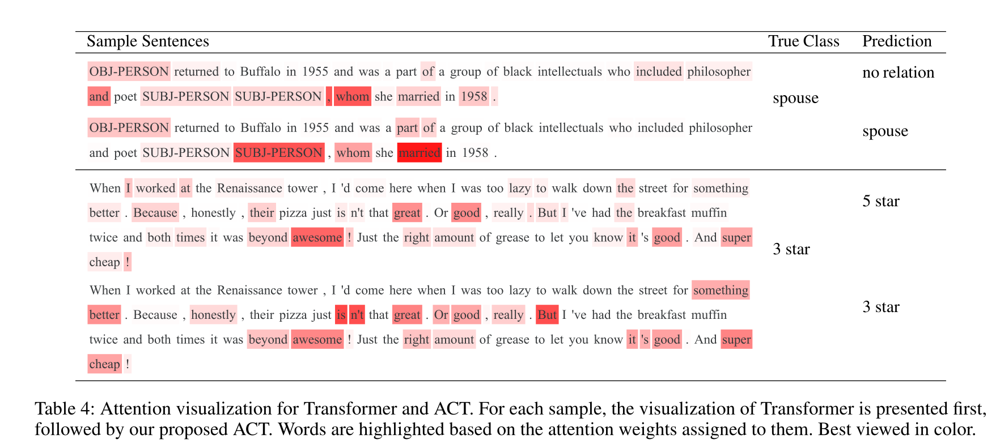 Sample Sentences True Class Prediction
OBJ-PERSON returned to Buffalo in 1955 and was a part of a group of black intellectuals who included philosopher no relation
and poet SUBJ-PERSON SUBJ-PERSON , whom she married in 1958 .
spouse
OBJ-PERSON returned to Buffalo in 1955 and was a part of a group of black intellectuals who included philosopher
spouse
and poet SUBJ-PERSON SUBJ-PERSON , whom she married in 1958 .
When I worked at the Renaissance tower , I 'd come here when I was too lazy to walk down the street for something
5 star
better . Because , honestly , their pizza just is n't that great . Or good , really . But I 've had the breakfast muffin
twice and both times it was beyond awesome ! Just the right amount of grease to let you know it 's good . And super
3 star
cheap !
When I worked at the Renaissance tower , I 'd come here when I was too lazy to walk down the street for something
3 star
better . Because , honestly , their pizza just is n't that great . Or good , really . But I 've had the breakfast muffin
twice and both times it was beyond awesome ! Just the right amount of grease to let you know it 's good . And super
cheap !
Table 4: Attention visualization for Transformer and ACT. For each sample, the visualization of Transformer is presented first,
followed by our proposed ACT. Words are highlighted based on the attention weights assigned to them. Best viewed in color.